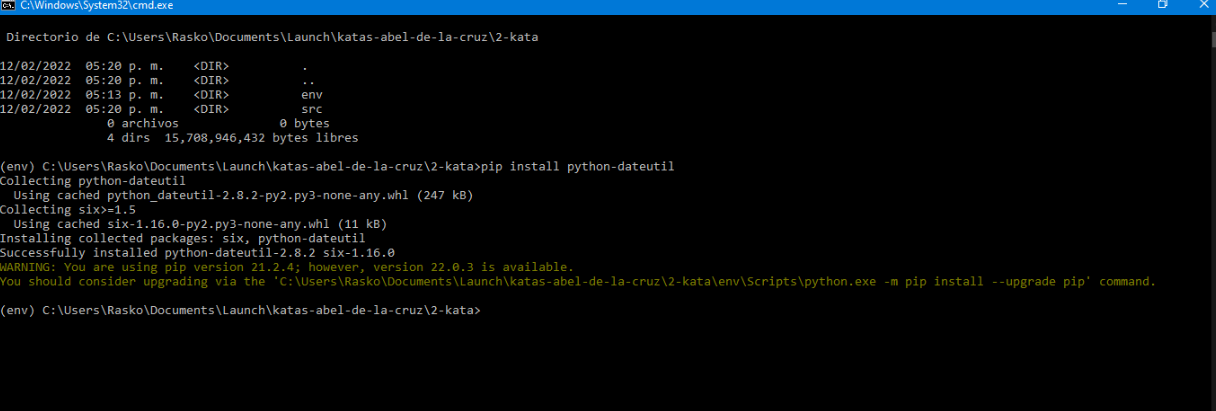 C:\Windows\System32\cmd.exe
Directorio de C:\Users\Rasko\Documents\Launch\katas-abel-de-la-cruz\2-kata
12/02/2022  05:20 p. m.    <DIR>          .
12/02/2022  05:20 p. m.    <DIR>          ..
12/02/2022  05:13 p. m.    <DIR>          env
12/02/2022  05:20 p. m.    <DIR>          src
               0 archivos              0 bytes
               4 dirs  15,708,946,432 bytes libres
(env) C:\Users\Rasko\Documents\Launch\katas-abel-de-la-cruz\2-kata>pip install python-dateutil
Collecting python-dateutil
  Using cached python_dateutil-2.8.2-py2.py3-none-any.whl (247 kB)
Collecting six>=1.5
  Using cached six-1.16.0-py2.py3-none-any.whl (11 kB)
Installing collected packages: six, python-dateutil
Successfully installed python-dateutil-2.8.2 six-1.16.0
WARNING: You are using pip version 21.2.4; however, version 22.0.3 is available.
You should consider upgrading via the 'C:\Users\Rasko\Documents\Launch\katas-abel-de-la-cruz\2-kata\env\Scripts\python.exe -m pip install --upgrade pip' command.
(env) C:\Users\Rasko\Documents\Launch\katas-abel-de-la-cruz\2-kata>